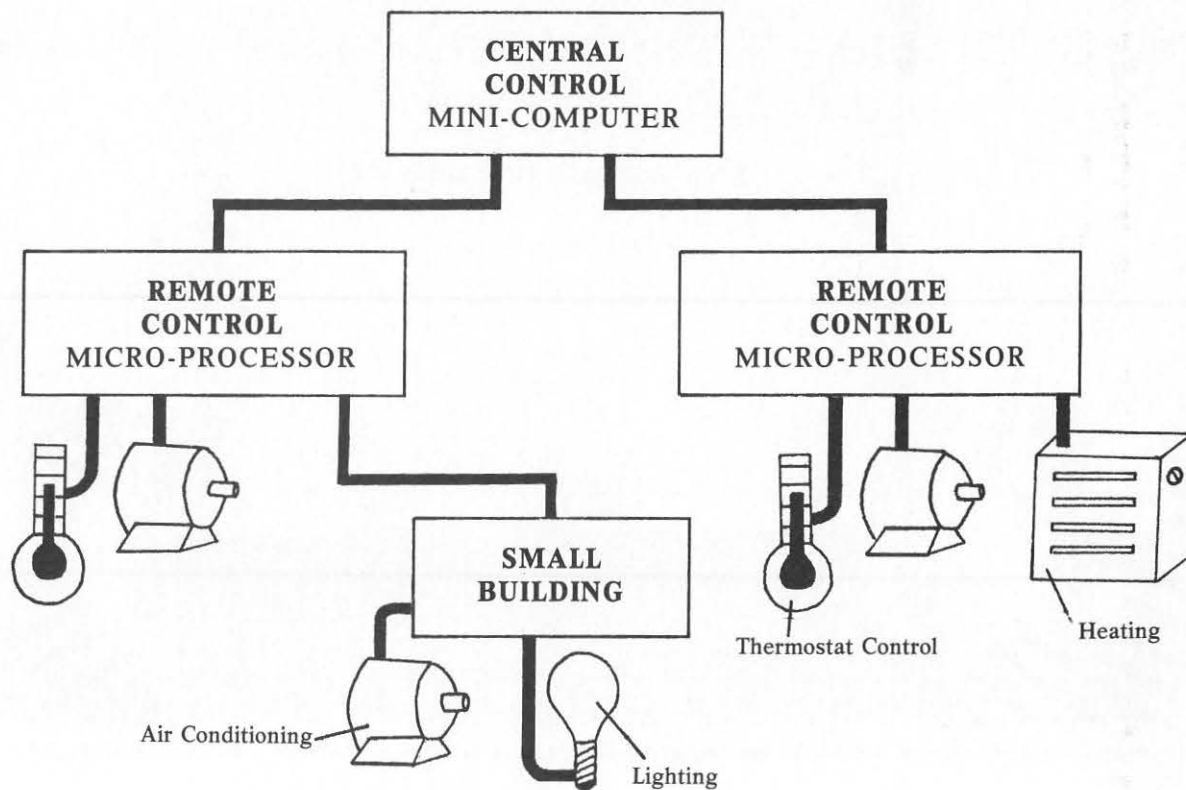 CENTRAL
CONTROL
MINI-COMPUTER
REMOTE
CONTROL
MICRO-PROCESSOR
REMOTE
CONTROL
MICRO-PROCESSOR
SMALL
BUILDING
Thermostat Control
Heating
Air Conditioning
Lighting